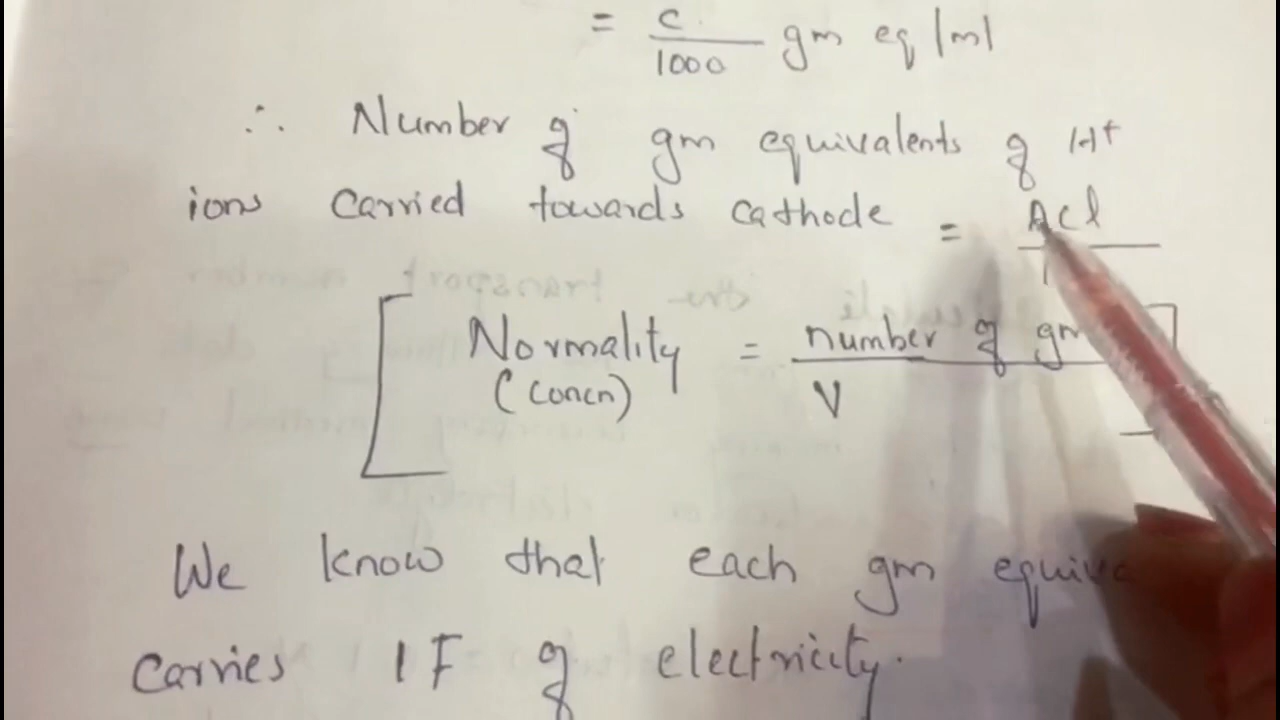 = c / 1000 gm eq/ml
∴ Number of gm equivalents of H+
ions carried towards cathode = Acl
[ Normality = number of gm ]
(concn) V
We know that each gm
carries 1 F of electricity.